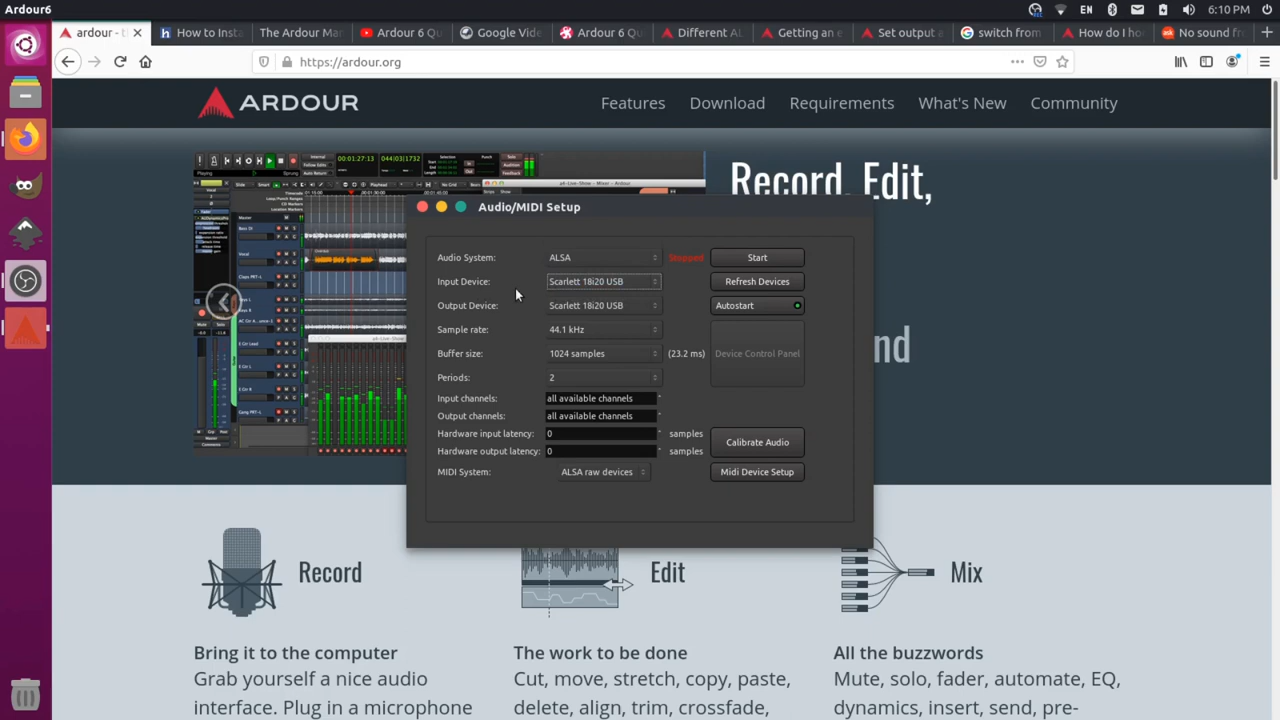 Ardour6
EN
6:10 PM
ardour - t
How to Insta
The Ardour Mar
Ardour 6 Qu
Google Vide
Ardour 6 Q
Different AL
Getting an e
Set output a
switch from
How do I ho
No sound fr
https://ardour.org
ARDOUR
Features
Download
Requirements
What's New
Community
Record, Edit,
nd
Audio/MIDI Setup
Audio System:
ALSA
Stopped
Start
Input Device:
Scarlett 18i20 USB
Refresh Devices
Output Device:
Scarlett 18i20 USB
Autostart
Sample rate:
44.1 kHz
Buffer size:
1024 samples
(23.2 ms)
Device Control Panel
Periods:
2
Input channels:
all available channels
Output channels:
all available channels
Hardware input latency:
0
samples
Calibrate Audio
Hardware output latency:
0
samples
MIDI System:
ALSA raw devices
Midi Device Setup
Record
Edit
Mix
Bring it to the computer
Grab yourself a nice audio
interface. Plug in a microphone
The work to be done
Cut, move, stretch, copy, paste,
delete, align, trim, crossfade,
All the buzzwords
Mute, solo, fader, automate, EQ,
dynamics, insert, send, pre-